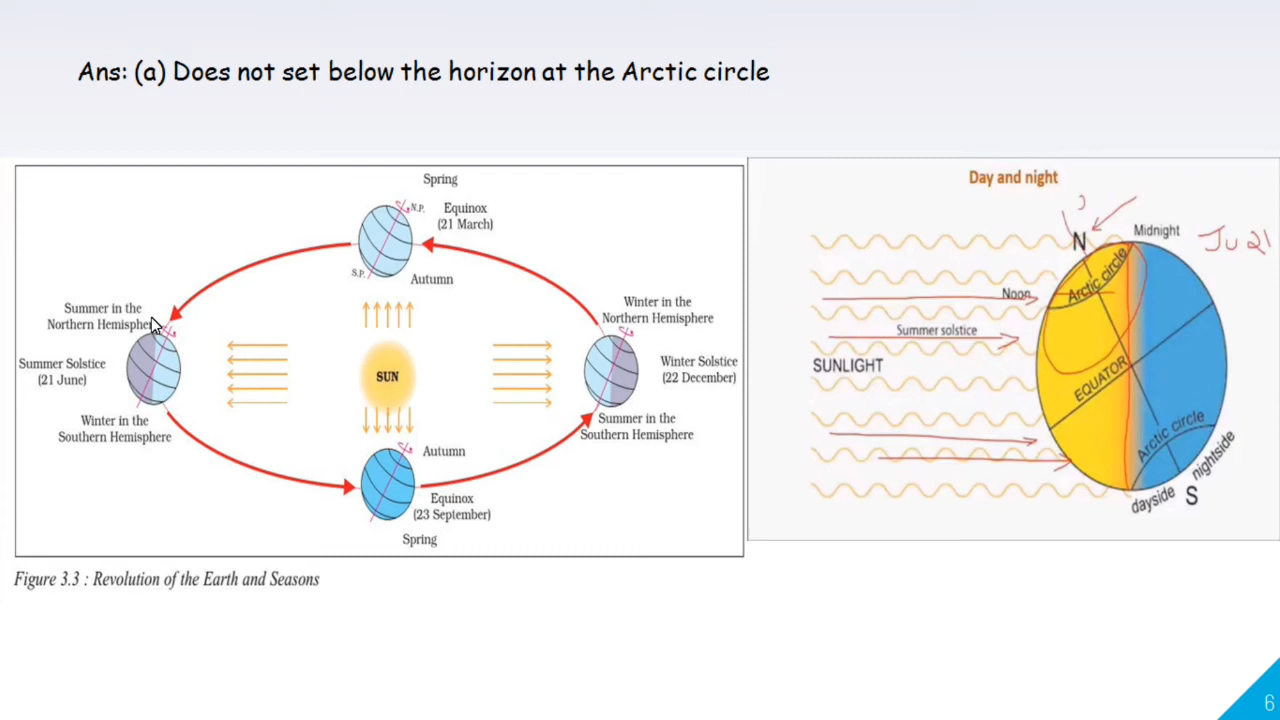 Ans: (a) Does not set below the horizon at the Arctic circle
Spring
N.P.
Equinox
(21 March)
S.P.
Autumn
Summer in the
Northern Hemisphere
Winter in the
Northern Hemisphere
Summer Solstice
(21 June)
SUN
Winter Solstice
(22 December)
Winter in the
Southern Hemisphere
Summer in the
Southern Hemisphere
Autumn
Equinox
(23 September)
Spring
Figure 3.3 : Revolution of the Earth and Seasons
Day and night
N
Midnight
Ju 21
Arctic circle
Noon
Summer solstice
SUNLIGHT
EQUATOR
Arctic circle
nightside
dayside
S
6